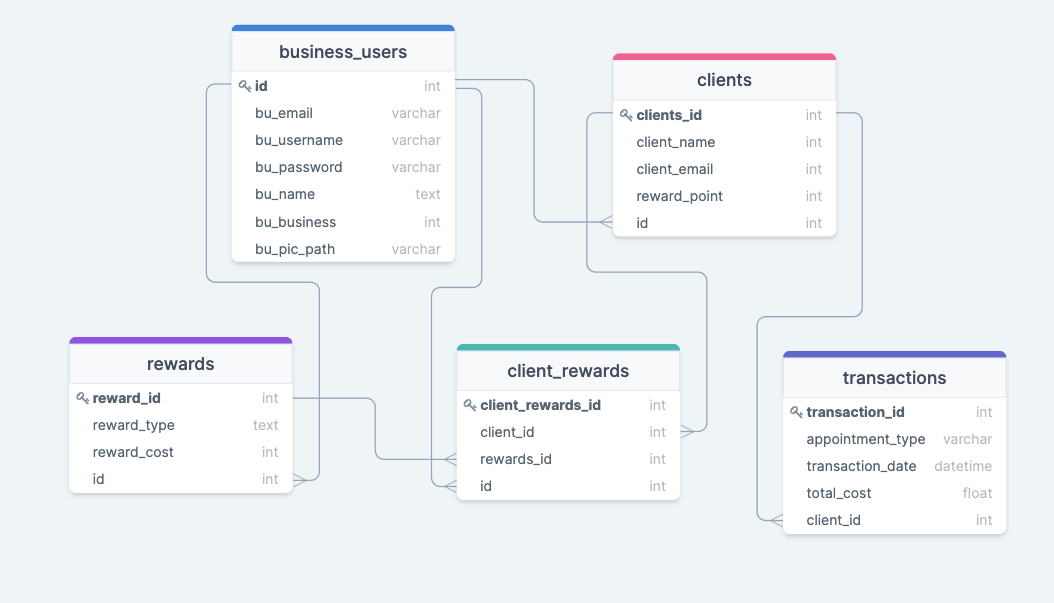 business_users
id int
bu_email varchar
bu_username varchar
bu_password varchar
bu_name text
bu_business int
bu_pic_path varchar
clients
clients_id int
client_name int
client_email int
reward_point int
id int
rewards
reward_id int
reward_type text
reward_cost int
id int
client_rewards
client_rewards_id int
client_id int
rewards_id int
id int
transactions
transaction_id int
appointment_type varchar
transaction_date datetime
total_cost float
client_id int